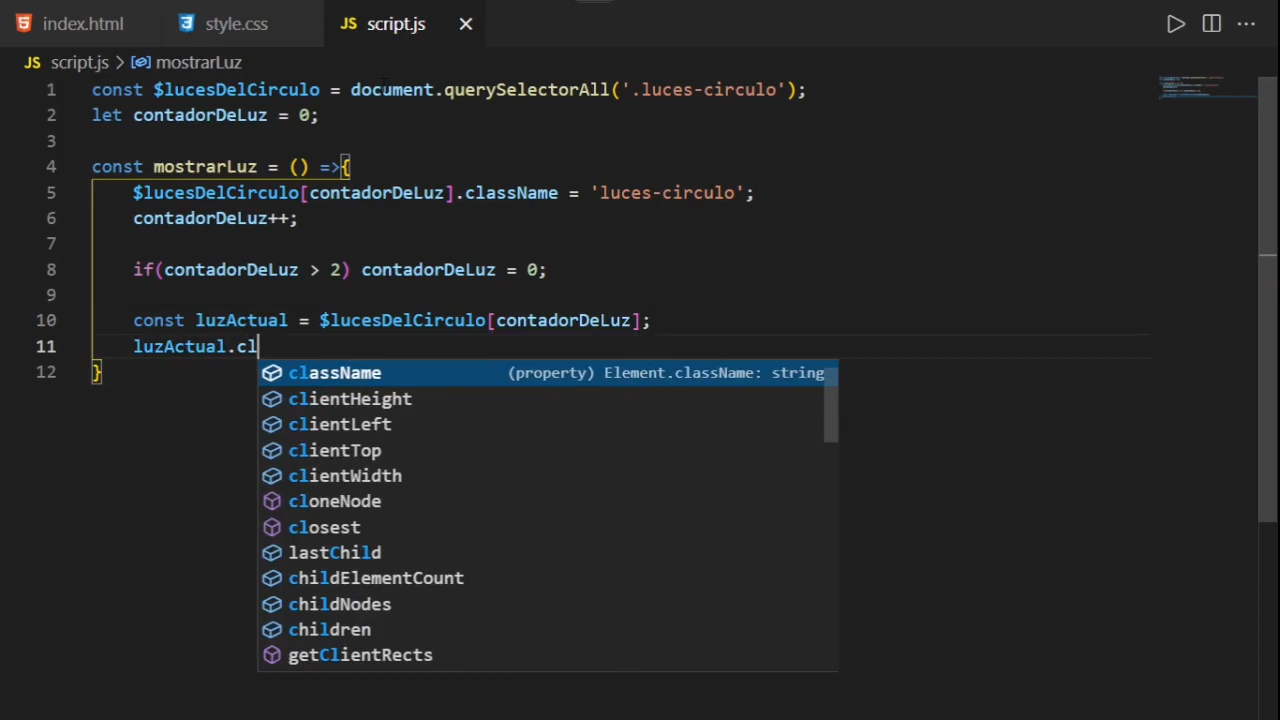 index.html style.css JS script.js
JS script.js > mostrarLuz
1 const $lucesDelCirculo = document.querySelectorAll('.luces-circulo');
2 let contadorDeLuz = 0;
3
4 const mostrarLuz = () =>{
5 $lucesDelCirculo[contadorDeLuz].className = 'luces-circulo';
6 contadorDeLuz++;
7
8 if(contadorDeLuz > 2) contadorDeLuz = 0;
9
10 const luzActual = $lucesDelCirculo[contadorDeLuz];
11 luzActual.cl
12 }
className (property) Element.className: string
clientHeight
clientLeft
clientTop
clientWidth
cloneNode
closest
lastChild
childElementCount
childNodes
children
getClientRects